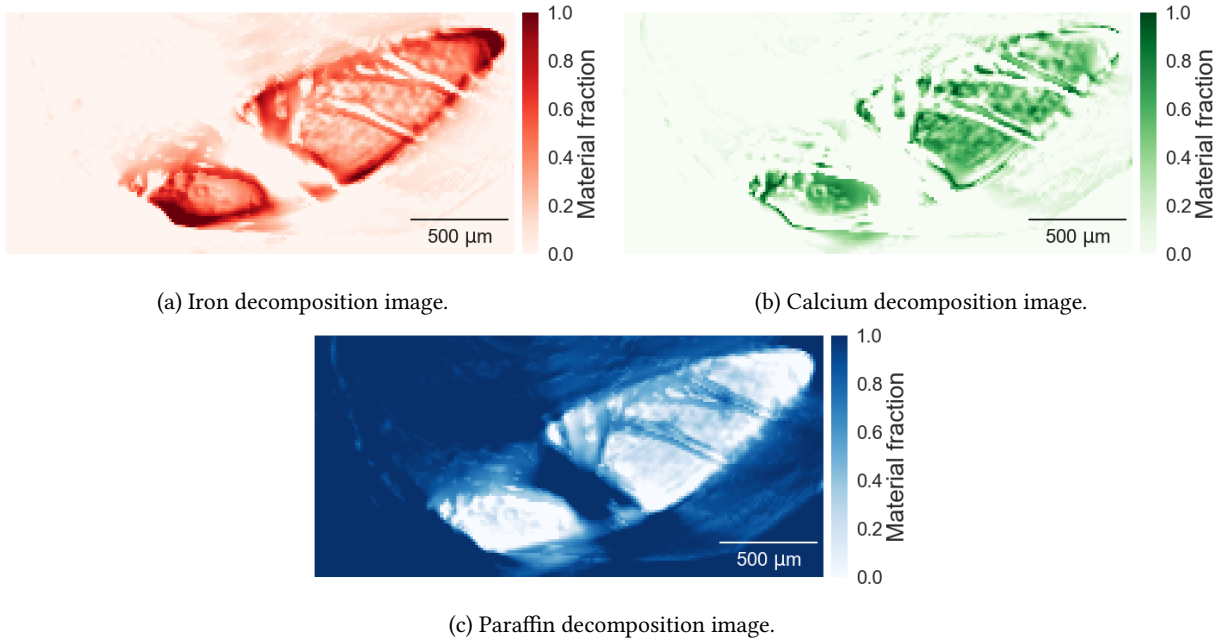 1.0
0.8
0.6
0.4
0.2
0.0
Material fraction
500 µm
(a) Iron decomposition image.
1.0
0.8
0.6
0.4
0.2
0.0
Material fraction
500 µm
(b) Calcium decomposition image.
1.0
0.8
0.6
0.4
0.2
0.0
Material fraction
500 µm
(c) Paraffin decomposition image.